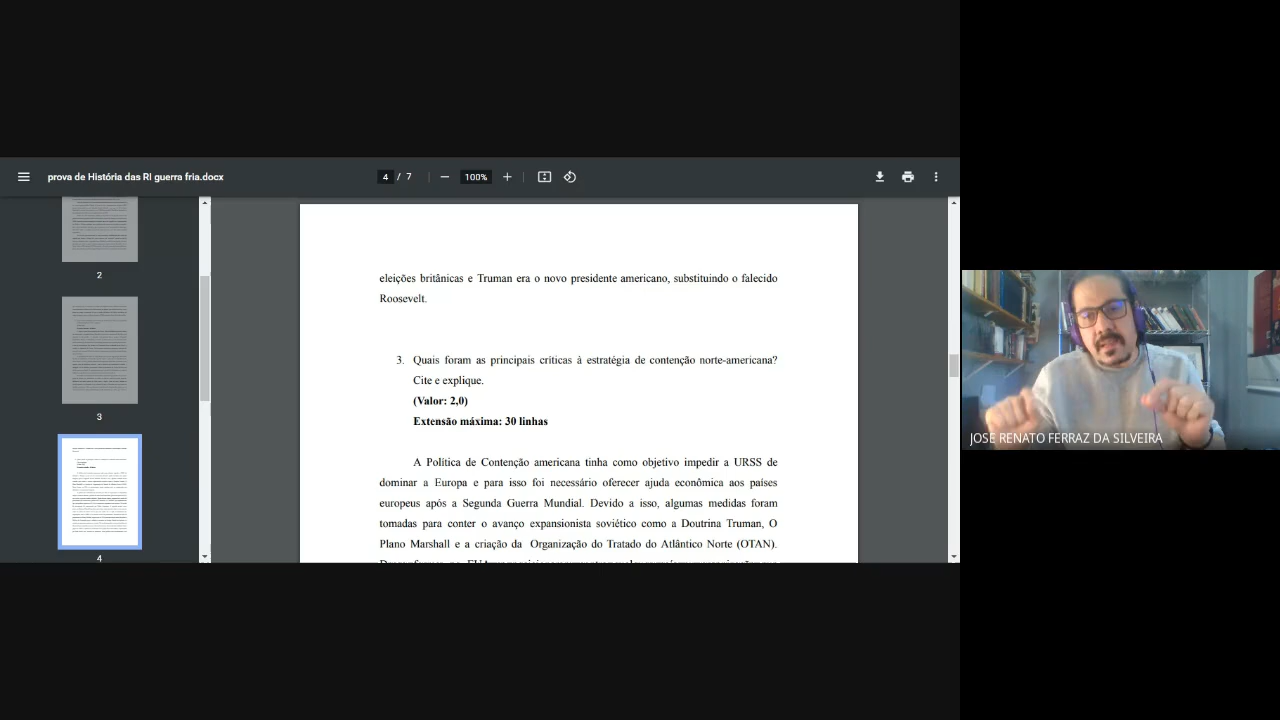 prova de História das RI guerra fria.docx
4 / 7
100%
2
3
4
eleições britânicas e Truman era o novo presidente americano, substituindo o falecido
Roosevelt.
3. Quais foram as principais críticas à estratégia de contenção norte-americana?
Cite e explique.
(Valor: 2,0)
Extensão máxima: 30 linhas
A Política de Contenção americana tinha como objetivo impedir a URSS de
dominar a Europa e para isso foi necessário oferecer ajuda econômica aos países
europeus após a Segunda Guerra Mundial. Devido a isso, algumas medidas foram
tomadas para conter o avanço expansionista soviético como a Doutrina Truman, O
Plano Marshall e a criação da Organização do Tratado do Atlântico Norte (OTAN).
JOSE RENATO FERRAZ DA SILVEIRA